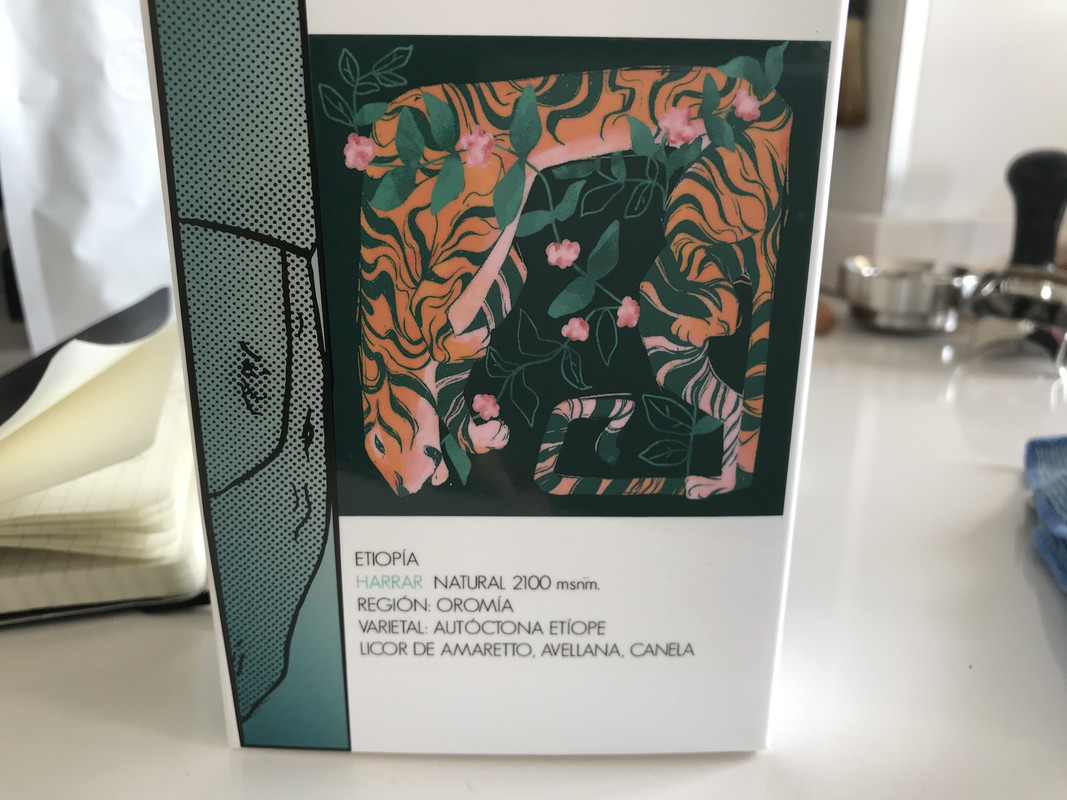 ETIOPÍA
HARRAR NATURAL 2100 msnm.
REGIÓN: OROMÍA
VARIETAL: AUTÓCTONA ETÍOPE
LICOR DE AMARETTO, AVELLANA, CANELA